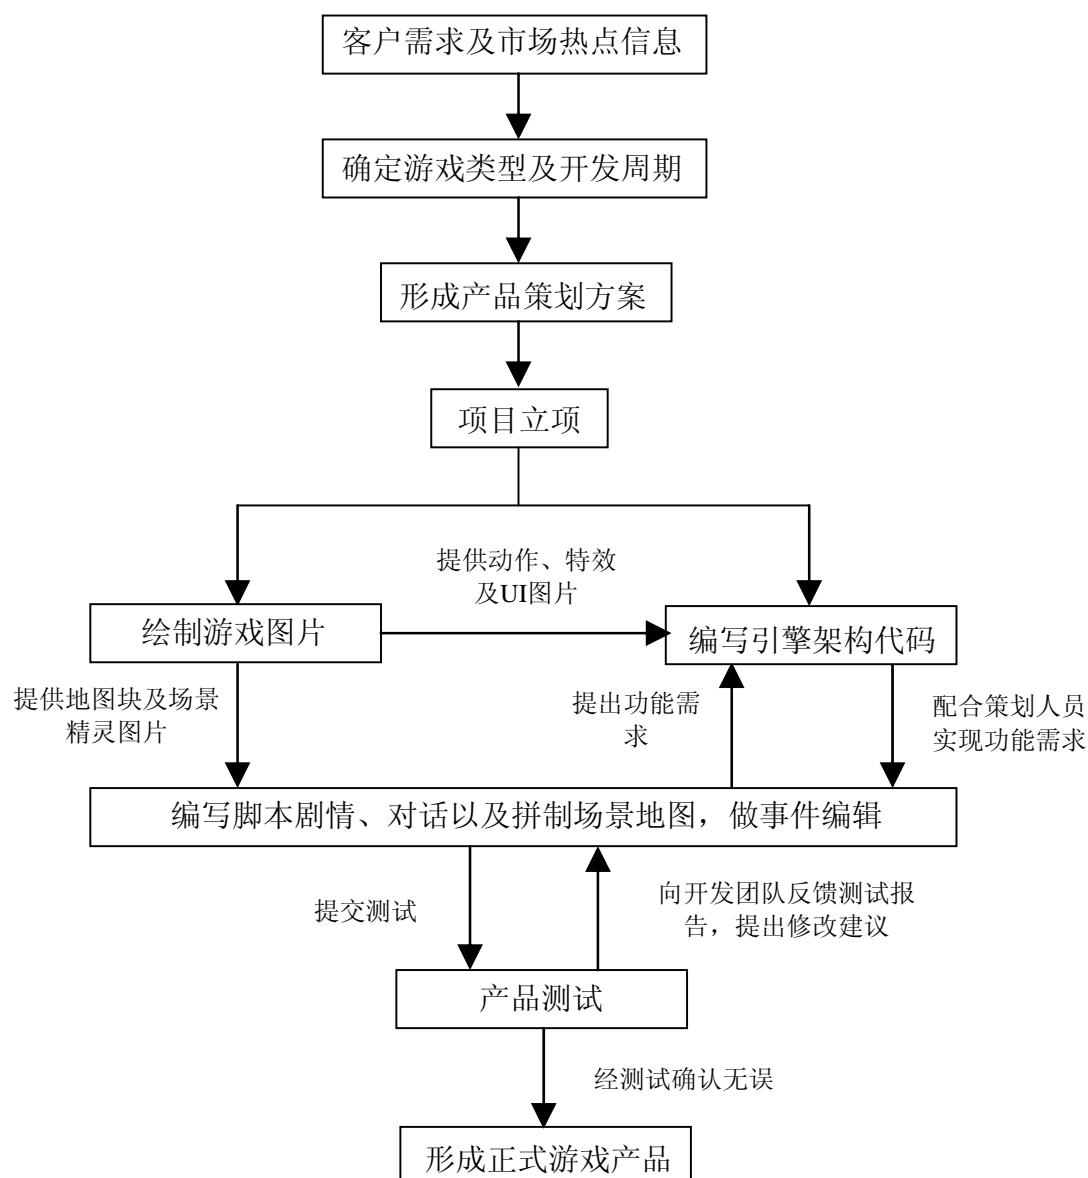 客户需求及市场热点信息
确定游戏类型及开发周期
形成产品策划方案
项目立项
提供动作、特效
及UI图片
绘制游戏图片
编写引擎架构代码
提供地图块及场景
精灵图片
提出功能需
求
配合策划人员
实现功能需求
编写脚本剧情、对话以及拼制场景地图，做事件编辑
提交测试
向开发团队反馈测试报
告，提出修改建议
产品测试
经测试确认无误
形成正式游戏产品